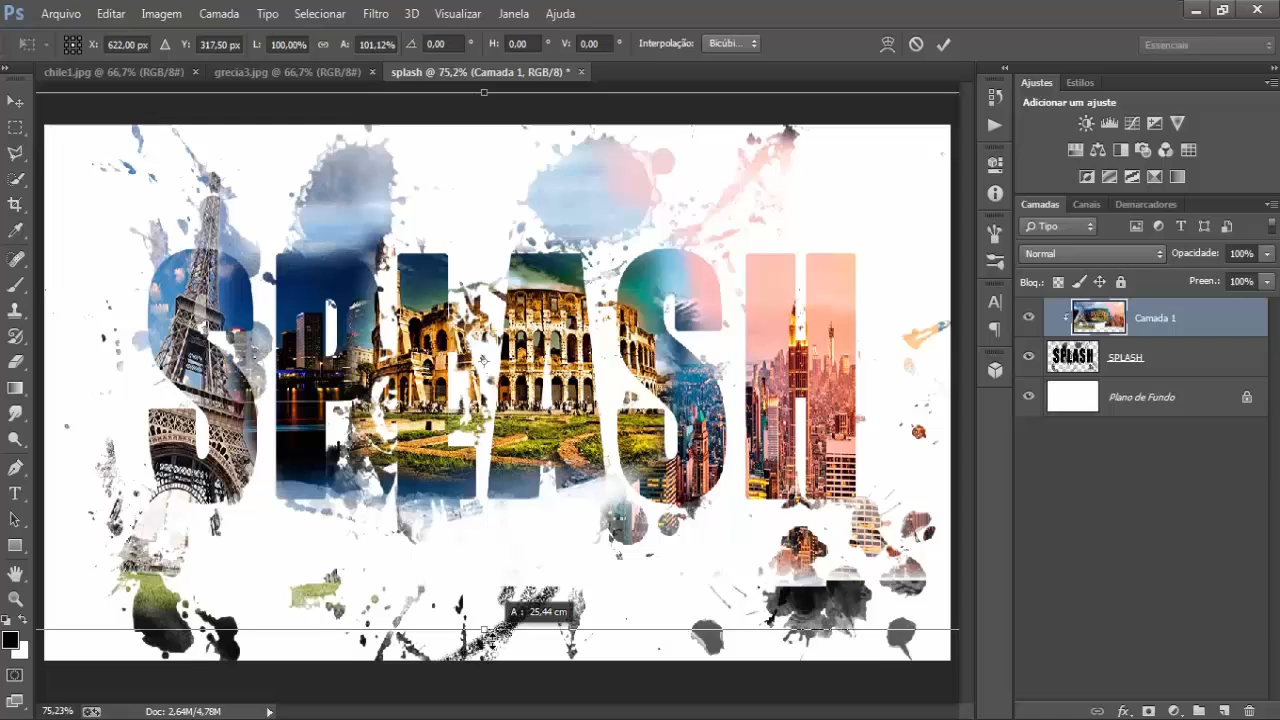 Ps Arquivo Editar Imagem Camada Tipo Selecionar Filtro 3D Visualizar Janela Ajuda
X: 622,00 px Y: 317,50 px L: 100,00% A: 101,12% 0,00 ° H: 0,00 ° V: 0,00 ° Interpolação: Bicúbi... Essenciais
chile1.jpg @ 66,7% (RGB/8#) × grecia3.jpg @ 66,7% (RGB/8#) × splash @ 75,2% (Camada 1, RGB/8) * ×
Ajustes Estilos
Adicionar um ajuste
Camadas Canais Demarcadores
Tipo
Normal Opacidade: 100%
Bloq.: Preen.: 100%
Camada 1
SPLASH SPLASH
Plano de Fundo
SPLASH
A : 25,44 cm
75,23% Doc: 2,64M/4,78M